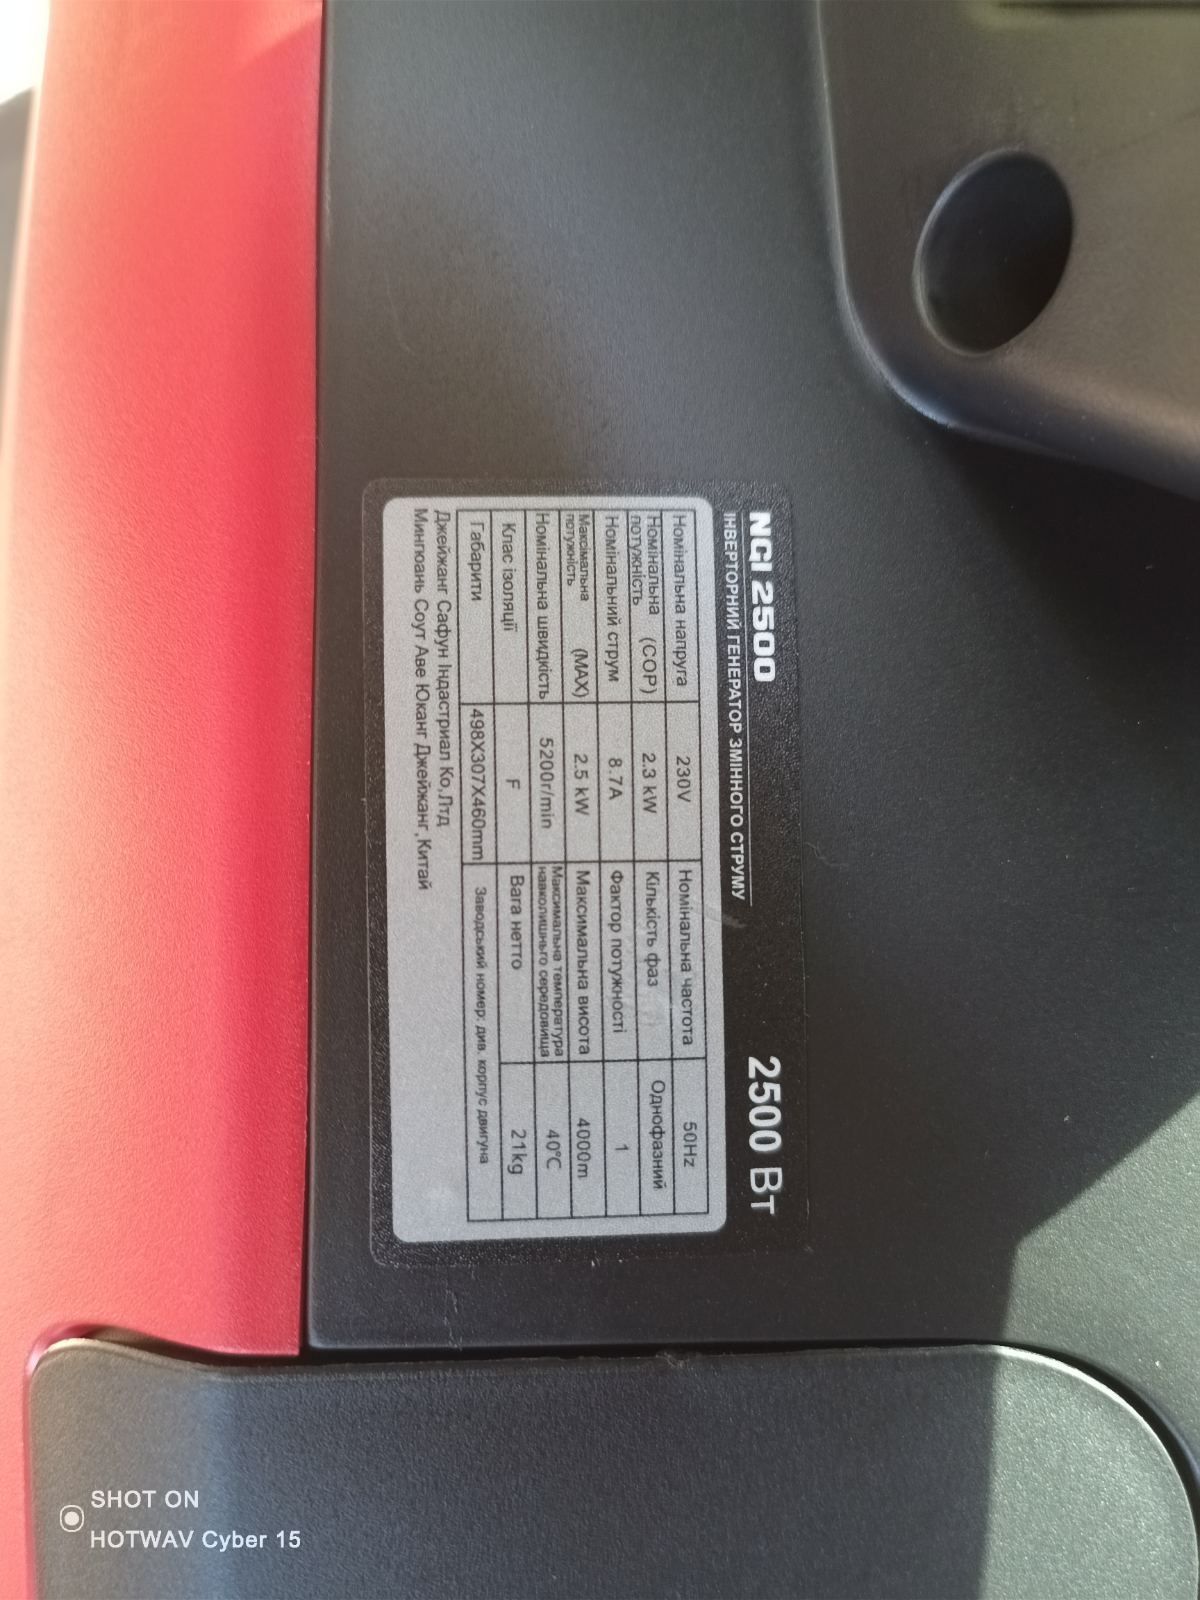 NGI 2500
2500 Вт
ІНВЕРТОРНИЙ ГЕНЕРАТОР ЗМІННОГО СТРУМУ
Номінальна напруга 230V Номінальна частота 50Hz
Номінальна потужність (COP) 2.3 kW Кількість фаз Однофазний
Номінальний струм 8.7A Фактор потужності 1
Максімальна потужність (MAX) 2.5 kW Максимальна висота 4000m
Номінальна швидкість 5200r/min Максимальна температура навколишнього середовища 40°C
Клас ізоляції F Вага нетто 21kg
Габарити 498X307X460mm Заводський номер: див. корпус двигуна
Джейжанг Сафун Індастриал Ко,Лтд
Мингюань Соут Аве Юканг Джейжанг ,Китай
SHOT ON
HOTWAV Cyber 15